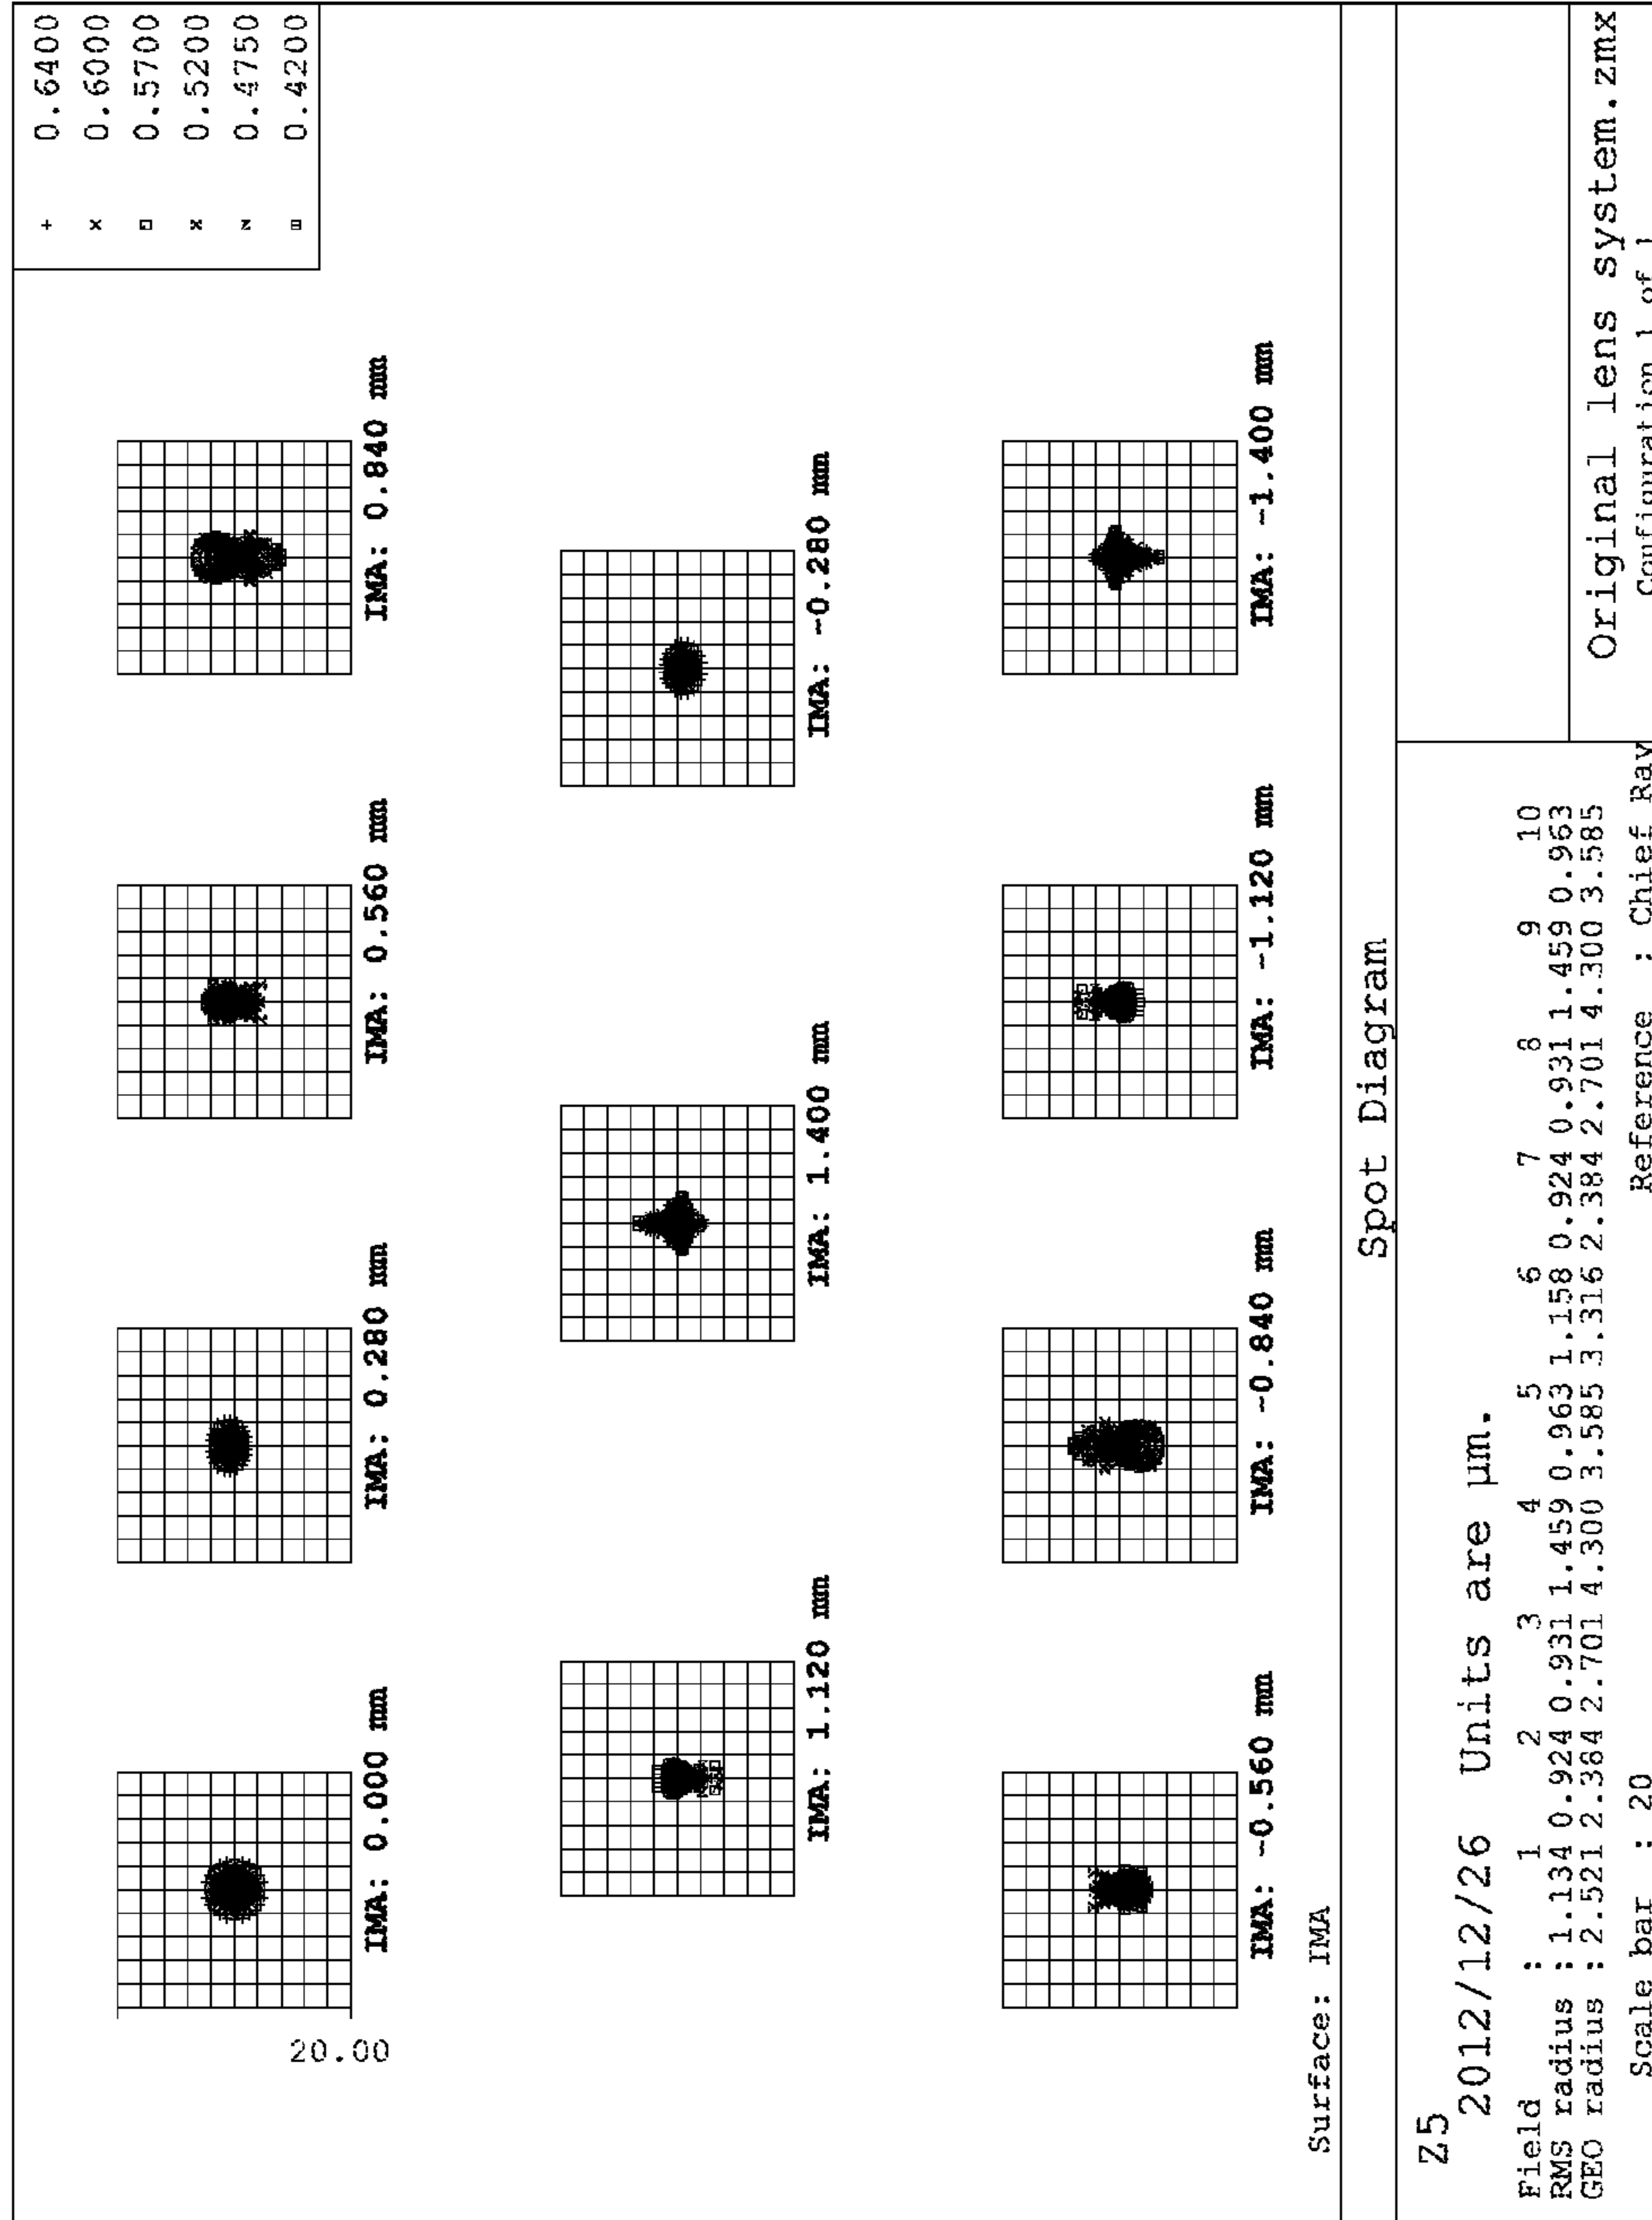 + 0.6400
× 0.6000
□ 0.5700
0.5200
0.4750
0.4200
20.00
IMA: 0.000 mm
IMA: 0.280 mm
IMA: 0.560 mm
IMA: 0.840 mm
IMA: 1.120 mm
IMA: 1.400 mm
IMA: -0.280 mm
IMA: -0.560 mm
IMA: -0.840 mm
IMA: -1.120 mm
IMA: -1.400 mm
Surface: IMA
Spot Diagram
Z5
2012/12/26 Units are µm.
Field : 1 2 3 4 5 6 7 8 9 10
RMS radius : 1.134 0.924 0.931 1.459 0.963 1.158 0.924 0.931 1.459 0.963
GEO radius : 2.521 2.384 2.701 4.300 3.585 3.316 2.384 2.701 4.300 3.585
Scale bar : 20 Reference : Chief Ray
Original lens system.zmx
Configuration 1 of 1